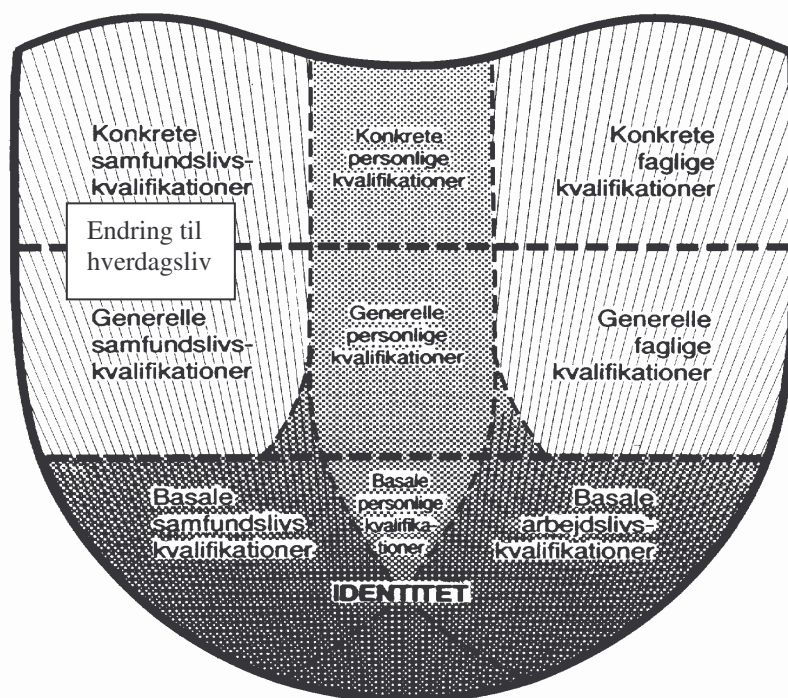 Konkrete
samfundslivs-
kvalifikationer
Konkrete
personlige
kvalifikationer
Konkrete
faglige
kvalifikationer
Endring til
hverdagsliv
Generelle
samfundslivs-
kvalifikationer
Generelle
personlige
kvalifikationer
Generelle
faglige
kvalifikationer
Basale
samfundslivs
kvalifikationer
Basale
personlige
kvalifika-
tioner
Basale
arbejdslivs-
kvalifikationer
IDENTITET